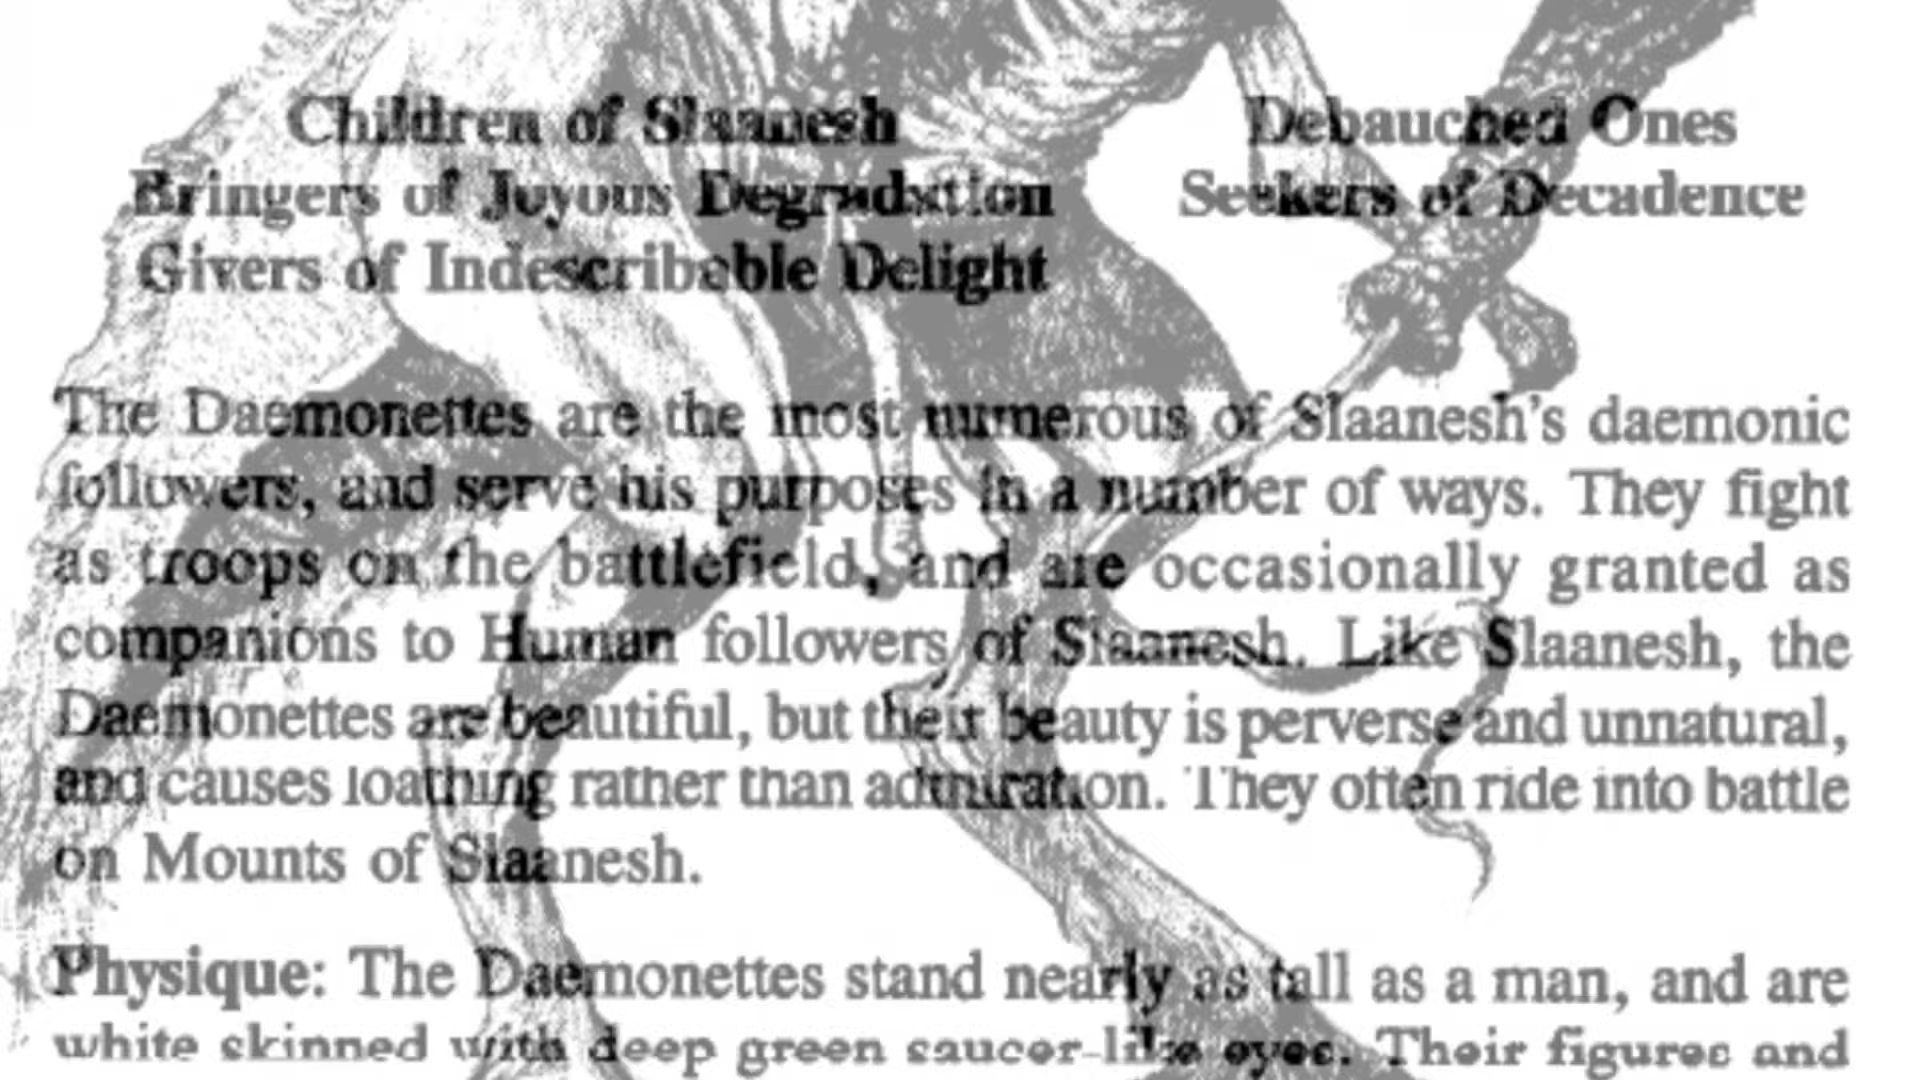 Children of Slaanesh
Bringers of Joyous Degradation
Givers of Indescribable Delight
Debauched Ones
Seekers of Decadence
The Daemonettes are the most numerous of Slaanesh's daemonic
followers, and serve his purposes in a number of ways. They fight
as troops on the battlefield, and are occasionally granted as
companions to Human followers of Slaanesh. Like Slaanesh, the
Daemonettes are beautiful, but their beauty is perverse and unnatural,
and causes loathing rather than admiration. They often ride into battle
on Mounts of Slaanesh.
Physique: The Daemonettes stand nearly as tall as a man, and are
white skinned with deep green saucer-like eyes. Their figures and